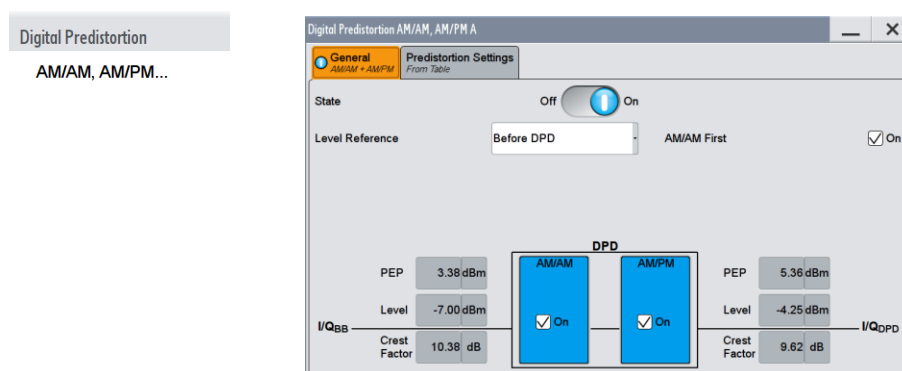 Digital Predistortion
AM/AM, AM/PM...
Digital Predistortion AM/AM, AM/PM A
General
AM/AM + AM/PM
Predistortion Settings
From Table
State
Off
On
Level Reference
Before DPD
AM/AM First
On
DPD
AM/AM
AM/PM
PEP
3.38 dBm
PEP
5.36 dBm
Level
-7.00 dBm
On
On
Level
-4.25 dBm
I/QBB
I/QDPD
Crest
Factor
10.38 dB
Crest
Factor
9.62 dB